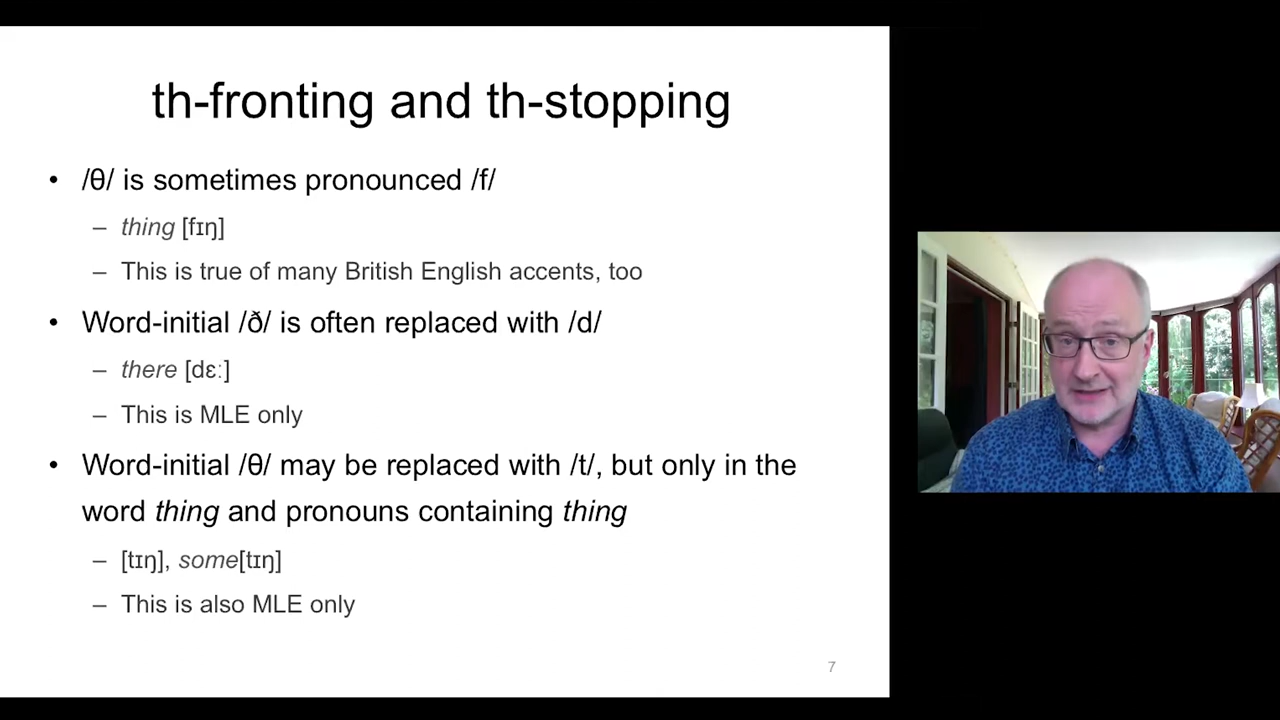 th-fronting and th-stopping
• /θ/ is sometimes pronounced /f/
– thing [fɪŋ]
– This is true of many British English accents, too
• Word-initial /ð/ is often replaced with /d/
– there [dɛː]
– This is MLE only
• Word-initial /θ/ may be replaced with /t/, but only in the
word thing and pronouns containing thing
– [tɪŋ], some[tɪŋ]
– This is also MLE only
7